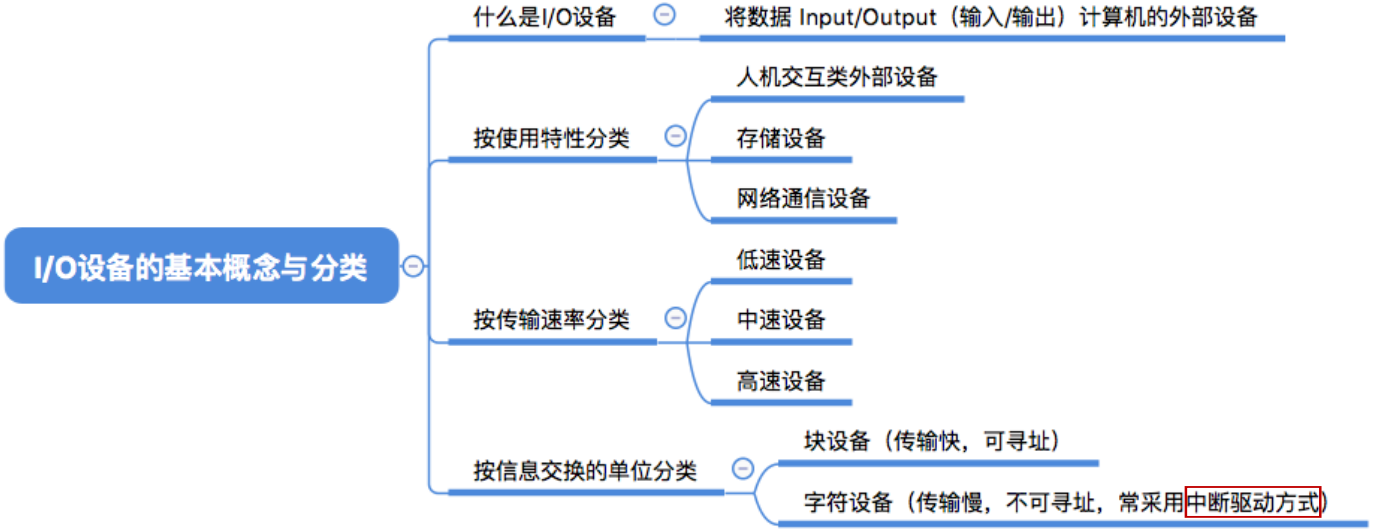 什么是I/O设备
将数据 Input/Output（输入/输出）计算机的外部设备
人机交互类外部设备
按使用特性分类
存储设备
网络通信设备
I/O设备的基本概念与分类
低速设备
按传输速率分类
中速设备
高速设备
块设备（传输快，可寻址）
按信息交换的单位分类
字符设备（传输慢，不可寻址，常采用中断驱动方式）